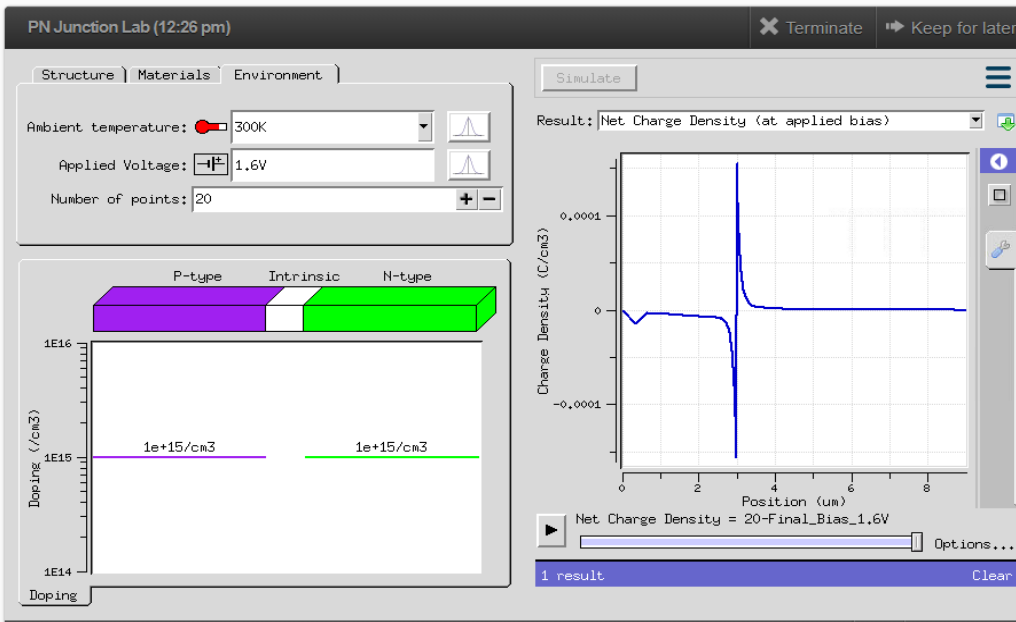 PN Junction Lab (12:26 pm)
Terminate
Keep for later
Structure Materials Environment
Ambient temperature: 300K
Applied Voltage: 1.6V
Number of points: 20
P-type Intrinsic N-type
1E16
1E15
1E14
Doping (/cm3)
1e+15/cm3 1e+15/cm3
Doping
Simulate
Result: Net Charge Density (at applied bias)
0.0001
0
-0.0001
Charge Density (C/cm3)
0 2 4 6 8
Position (um)
Net Charge Density = 20-Final_Bias_1.6V
Options...
1 result Clear